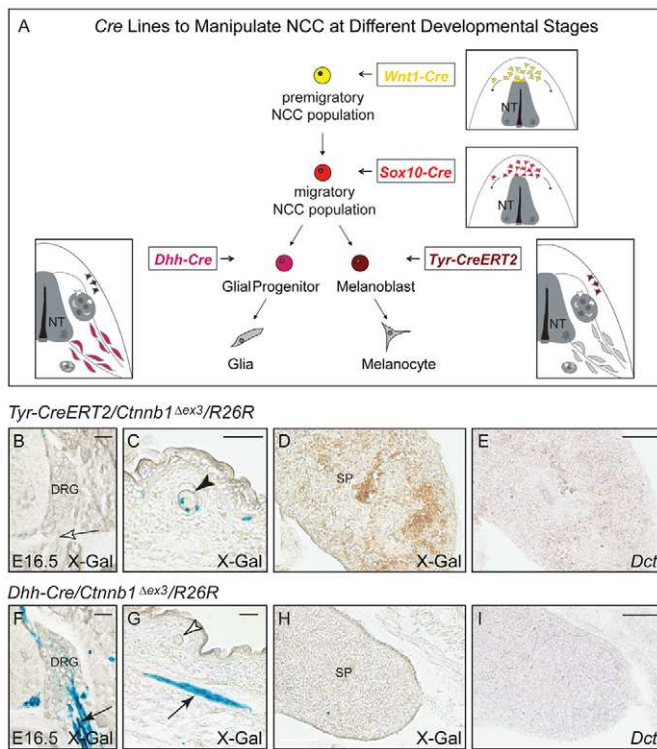 A Cre Lines to Manipulate NCC at Different Developmental Stages
Wnt1-Cre
premigratory
NCC population
NT
Sox10-Cre
migratory
NCC population
NT
Dhh-Cre
Tyr-CreERT2
Glial Progenitor
Melanoblast
NT
NT
Glia
Melanocyte
Tyr-CreERT2/Ctnnb1Δex3/R26R
B
DRG
E16.5 X-Gal
C
X-Gal
D
SP
X-Gal
E
Dct
Dhh-Cre/Ctnnb1Δex3/R26R
F
DRG
E16.5 X-Gal
G
X-Gal
H
SP
X-Gal
I
Dct